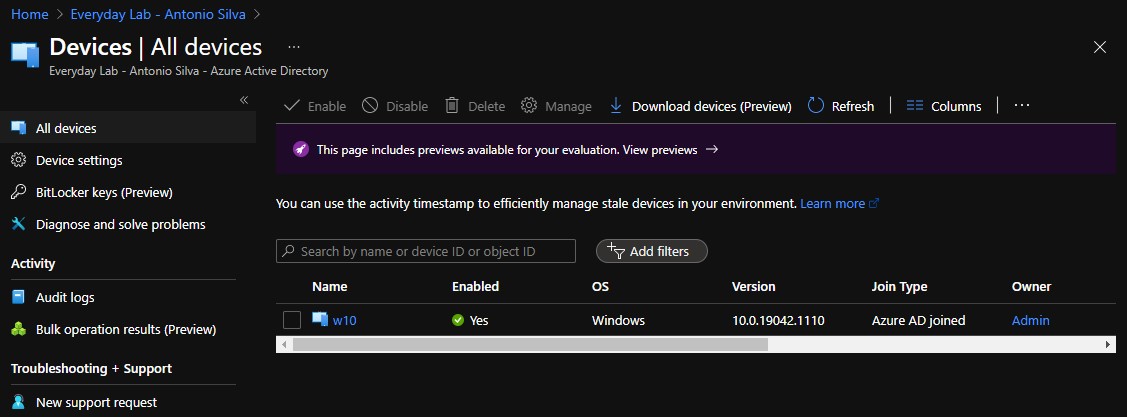 Home > Everyday Lab - Antonio Silva >
Devices | All devices ...
Everyday Lab - Antonio Silva - Azure Active Directory
«
All devices
Device settings
BitLocker keys (Preview)
Diagnose and solve problems
Activity
Audit logs
Bulk operation results (Preview)
Troubleshooting + Support
New support request
Enable Disable Delete Manage Download devices (Preview) Refresh | Columns | ...
This page includes previews available for your evaluation. View previews →
You can use the activity timestamp to efficiently manage stale devices in your environment. Learn more
Search by name or device ID or object ID Add filters
Name Enabled OS Version Join Type Owner
w10 Yes Windows 10.0.19042.1110 Azure AD joined Admin